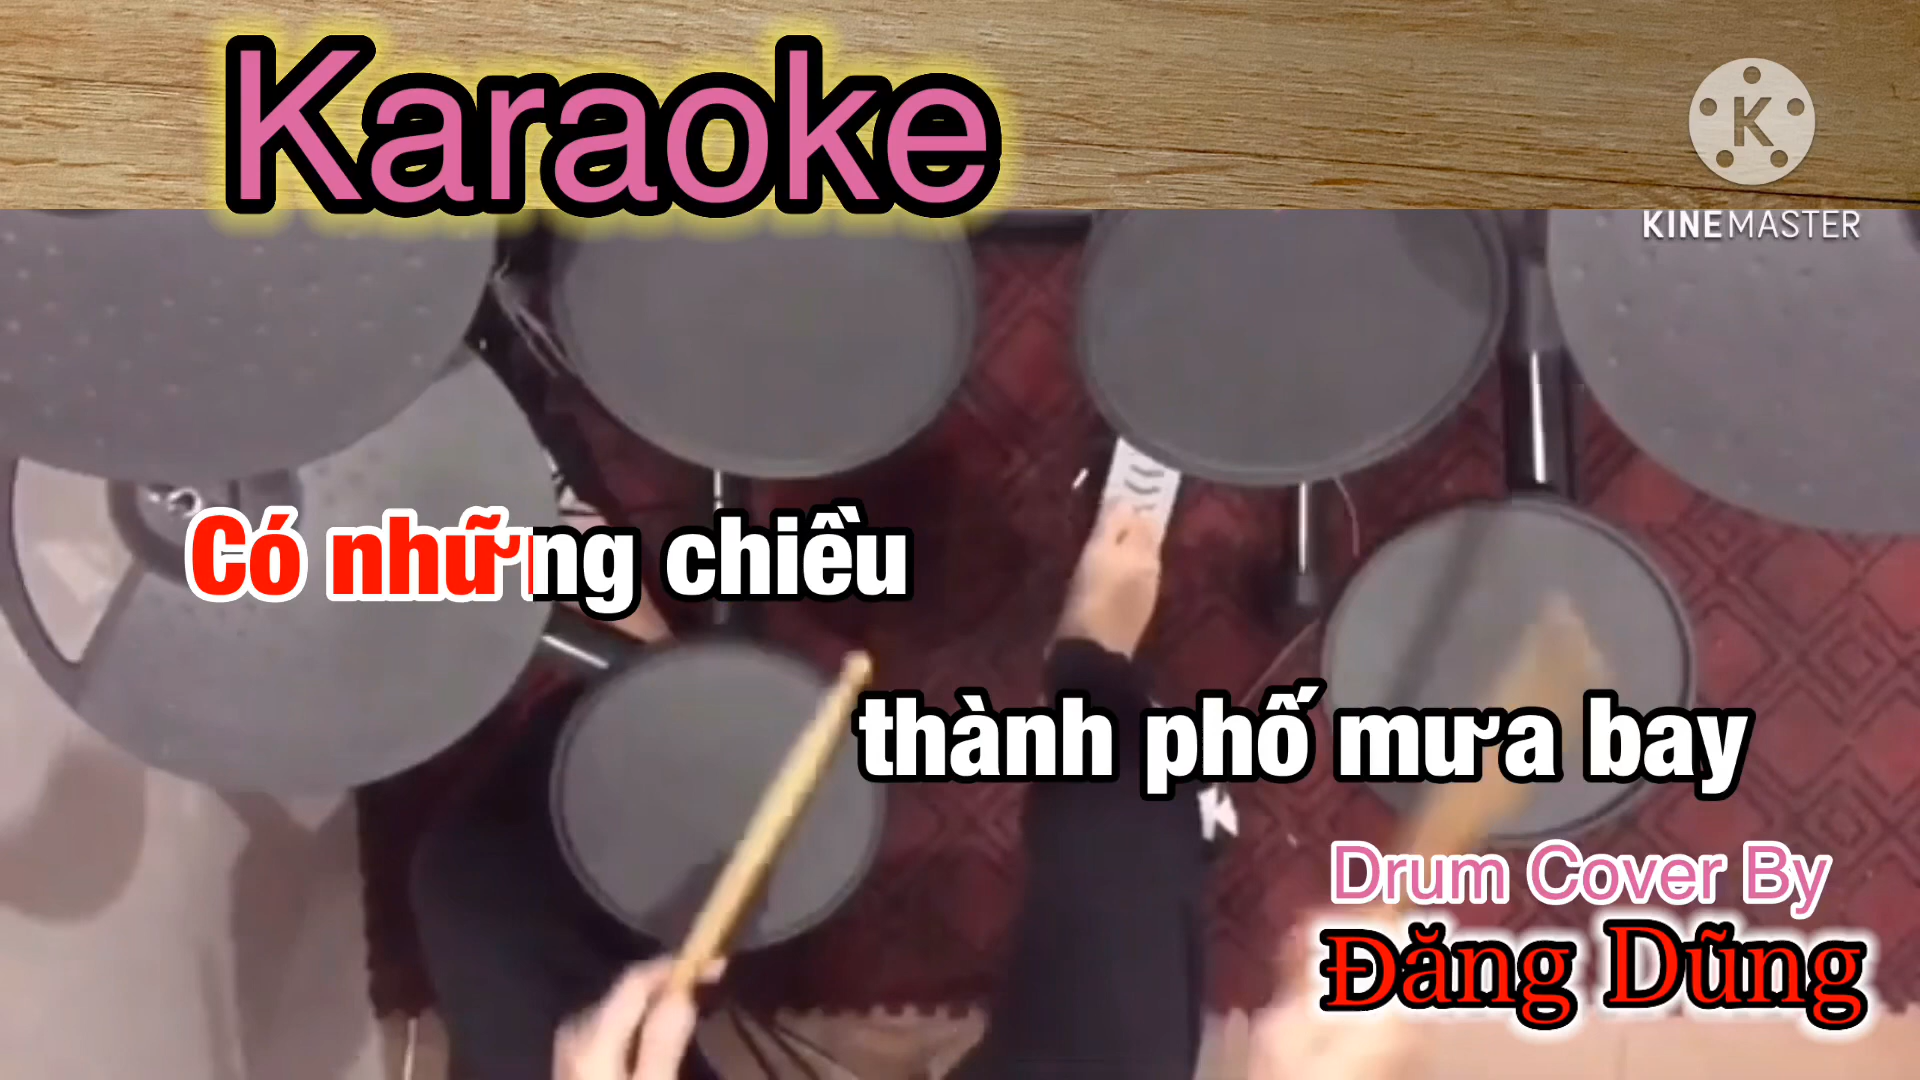 Karaoke
K
KINEMASTER
Có những chiều
thành phố mưa bay
Drum Cover By
Đăng Dũng